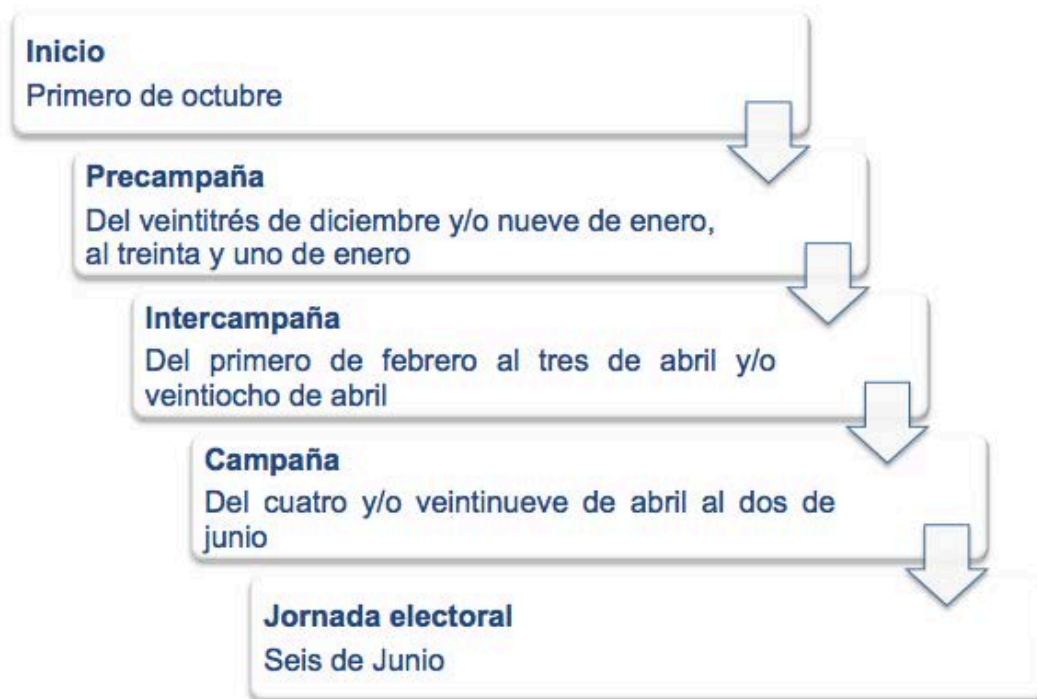 Inicio
Primero de octubre
Precampaña
Del veintitrés de diciembre y/o nueve de enero,
al treinta y uno de enero
Intercampaña
Del primero de febrero al tres de abril y/o
veintiocho de abril
Campaña
Del cuatro y/o veintinueve de abril al dos de
junio
Jornada electoral
Seis de Junio